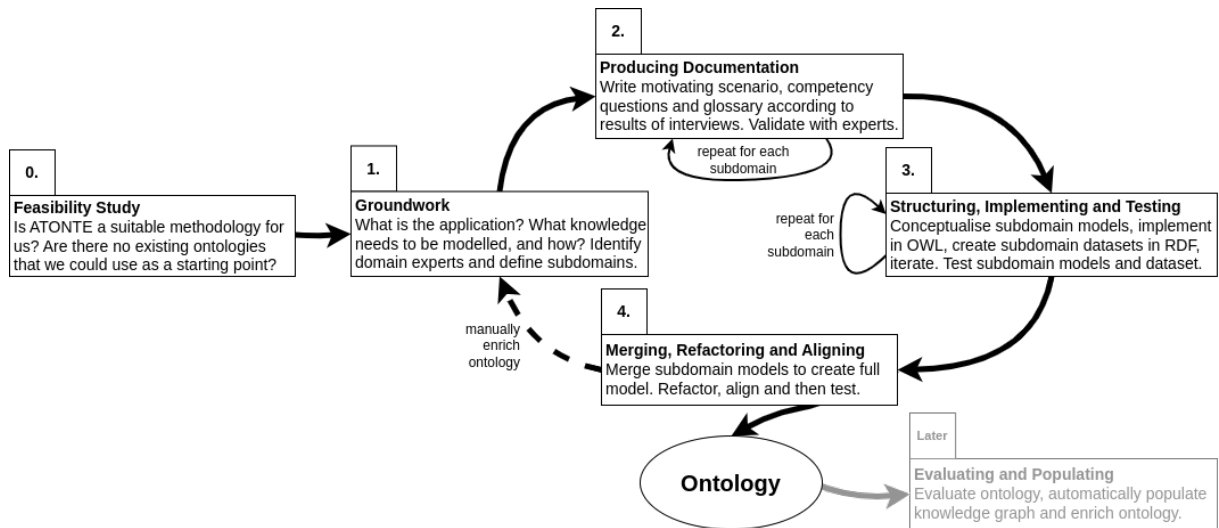 0.
Feasibility Study
Is ATONTE a suitable methodology for
us? Are there no existing ontologies
that we could use as a starting point?
1.
Groundwork
What is the application? What knowledge
needs to be modelled, and how? Identify
domain experts and define subdomains.
2.
Producing Documentation
Write motivating scenario, competency
questions and glossary according to
results of interviews. Validate with experts.
repeat for each
subdomain
3.
Structuring, Implementing and Testing
Conceptualise subdomain models, implement
in OWL, create subdomain datasets in RDF,
iterate. Test subdomain models and dataset.
repeat for
each
subdomain
4.
Merging, Refactoring and Aligning
Merge subdomain models to create full
model. Refactor, align and then test.
manually
enrich
ontology
Ontology
Later
Evaluating and Populating
Evaluate ontology, automatically populate
knowledge graph and enrich ontology.